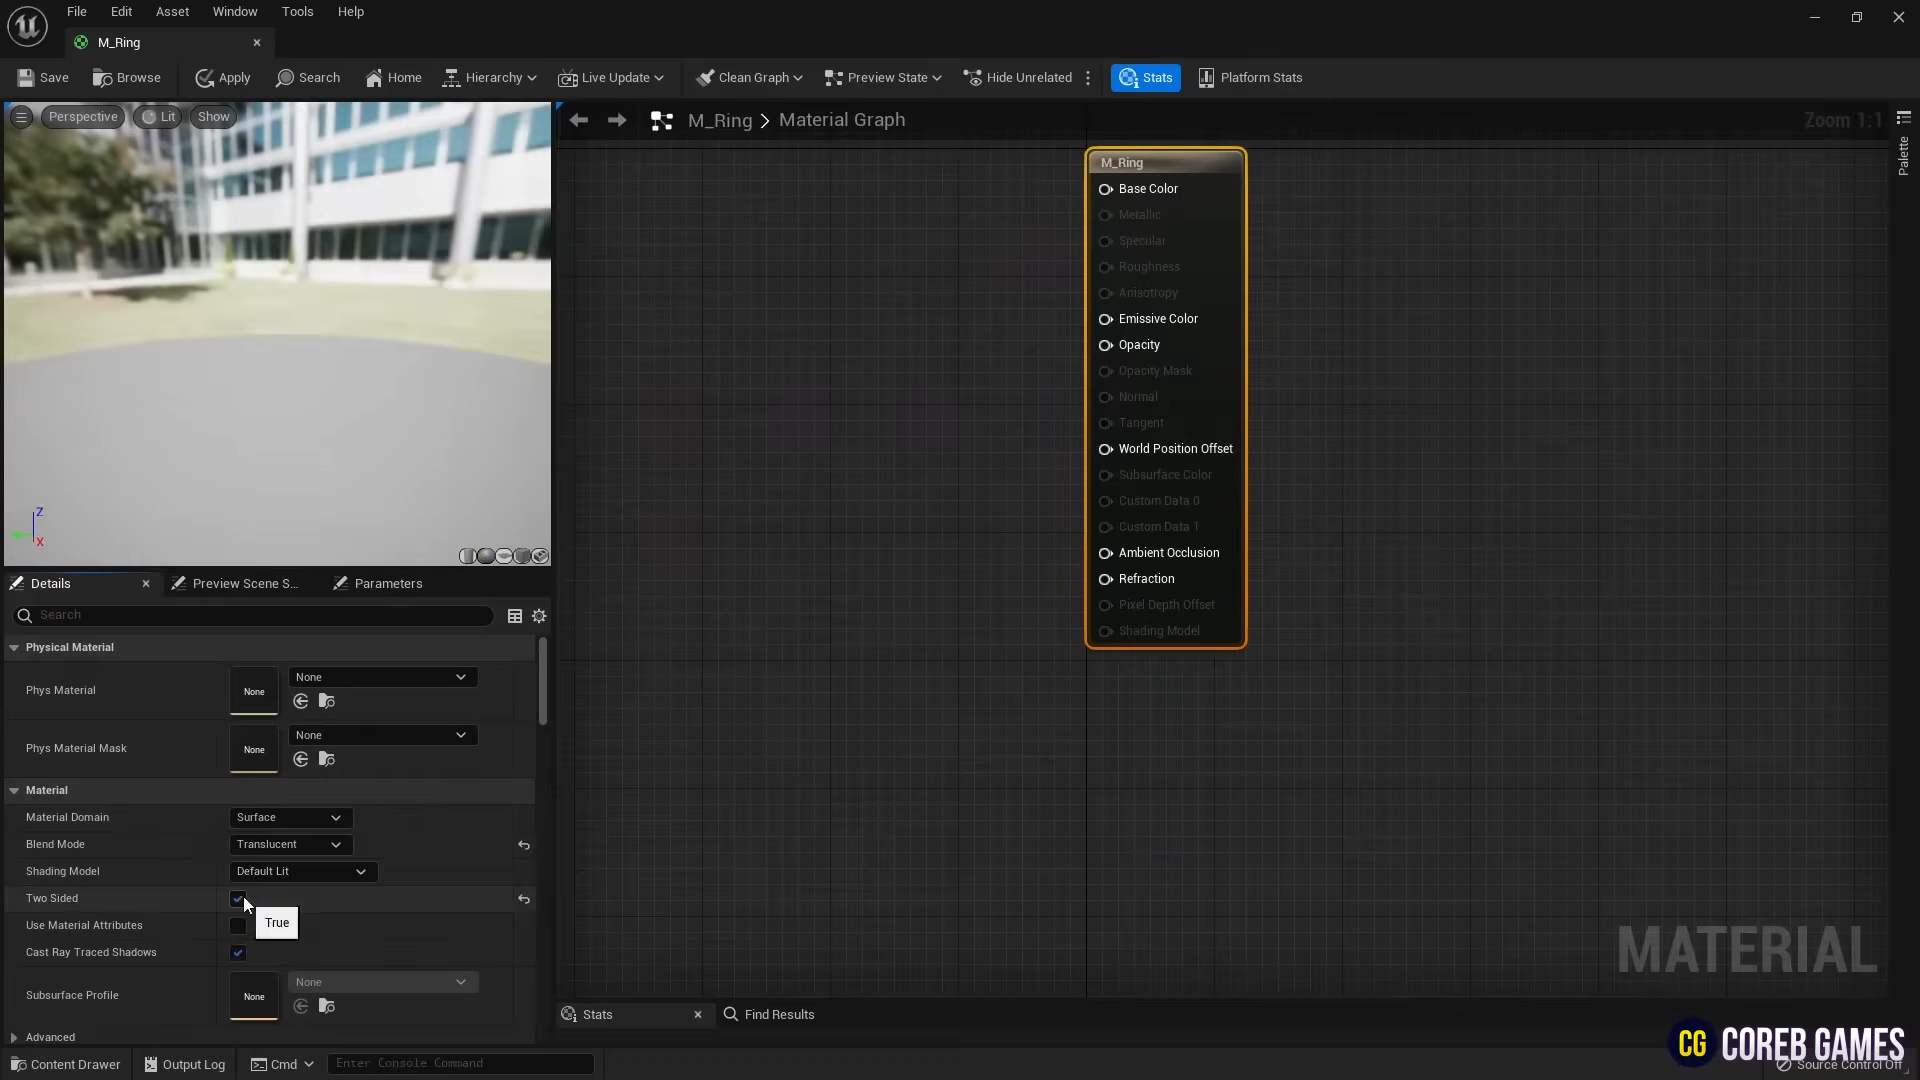 File Edit Asset Window Tools Help
M_Ring
Save Browse Apply Search Home Hierarchy Live Update Clean Graph Preview State Hide Unrelated Stats Platform Stats
Perspective Lit Show
M_Ring > Material Graph
Zoom 1:1
Palette
M_Ring
Base Color
Metallic
Specular
Roughness
Anisotropy
Emissive Color
Opacity
Opacity Mask
Normal
Tangent
World Position Offset
Subsurface Color
Custom Data 0
Custom Data 1
Ambient Occlusion
Refraction
Pixel Depth Offset
Shading Model
Z
X
Details Preview Scene S... Parameters
Search
Physical Material
Phys Material None None
Phys Material Mask None None
Material
Material Domain Surface
Blend Mode Translucent
Shading Model Default Lit
Two Sided
True
Use Material Attributes
Cast Ray Traced Shadows
Subsurface Profile None None
Advanced
MATERIAL
Stats Find Results
Content Drawer Output Log Cmd Enter Console Command
CG COREB GAMES
Source Control Off